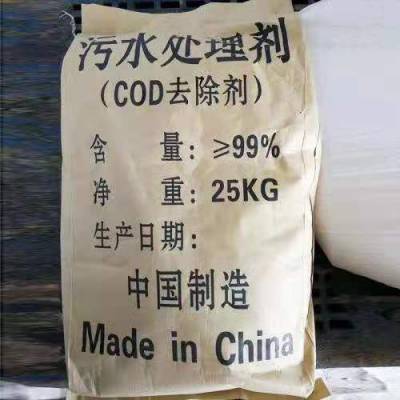 污水处理剂
(COD去除剂)
含 量: ≥99%
净 重: 25KG
生产日期:
中国制造
Made in China